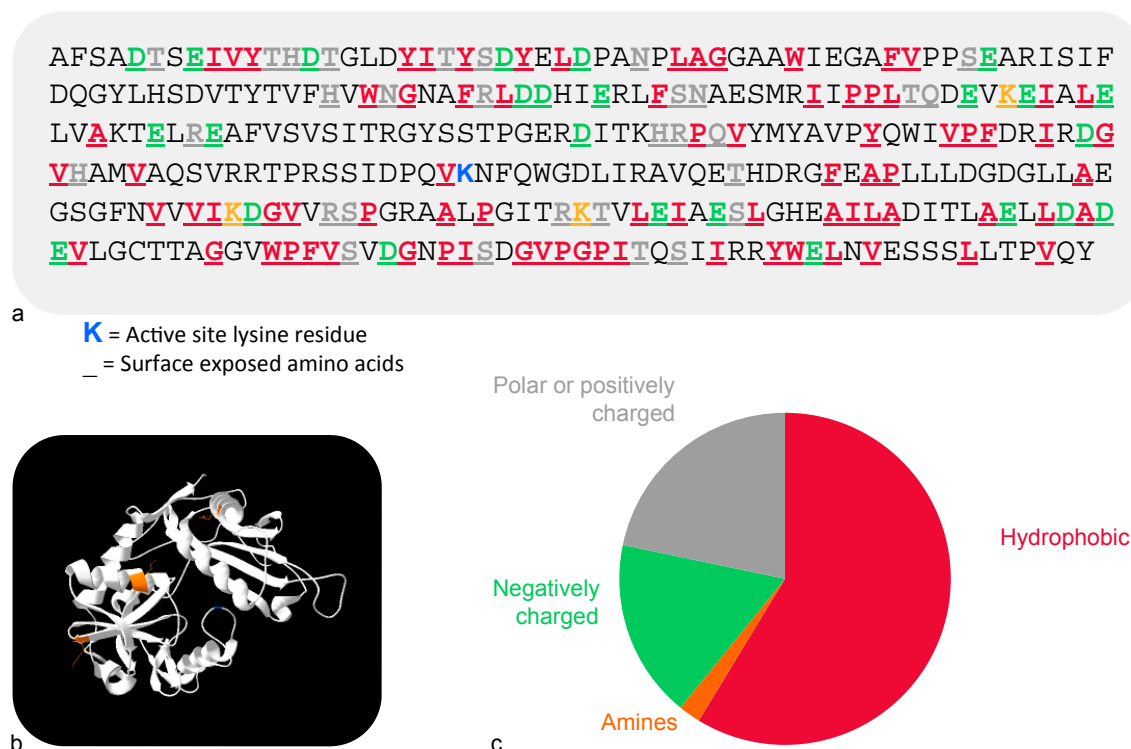 AFSADTSEIVYTHDTGLDYITYSDYELDPANPLAGGAAWIEGAFVPPSEARISIF
DQGYLHSDVTYTVFHVWNGNAFRLDDHIERLFSNAESMRIIPPLTQDEVKEIALE
LVAKTELREAFVSVSITRGYSSTPGERDITKHRPQVYMYAVPYQWIVPFDRIRDG
VHAMVAQSVRRTPRSSIDPQVKNFQWGDLIRAVQETHDRGFEAPLLLDGDGLLAE
GSGFNVVVIKDGVVRSPGRAALPGITRKTVLEIAESLGHEAILADITLAELLDAD
EVLGCTTAGGVWPFVSVDGNPISDGVPGPITQSIIRRYWELNVESSSLLTPVQY
a
K = Active site lysine residue
_ = Surface exposed amino acids
b
Polar or positively
charged
Hydrophobic
Negatively
charged
Amines
c